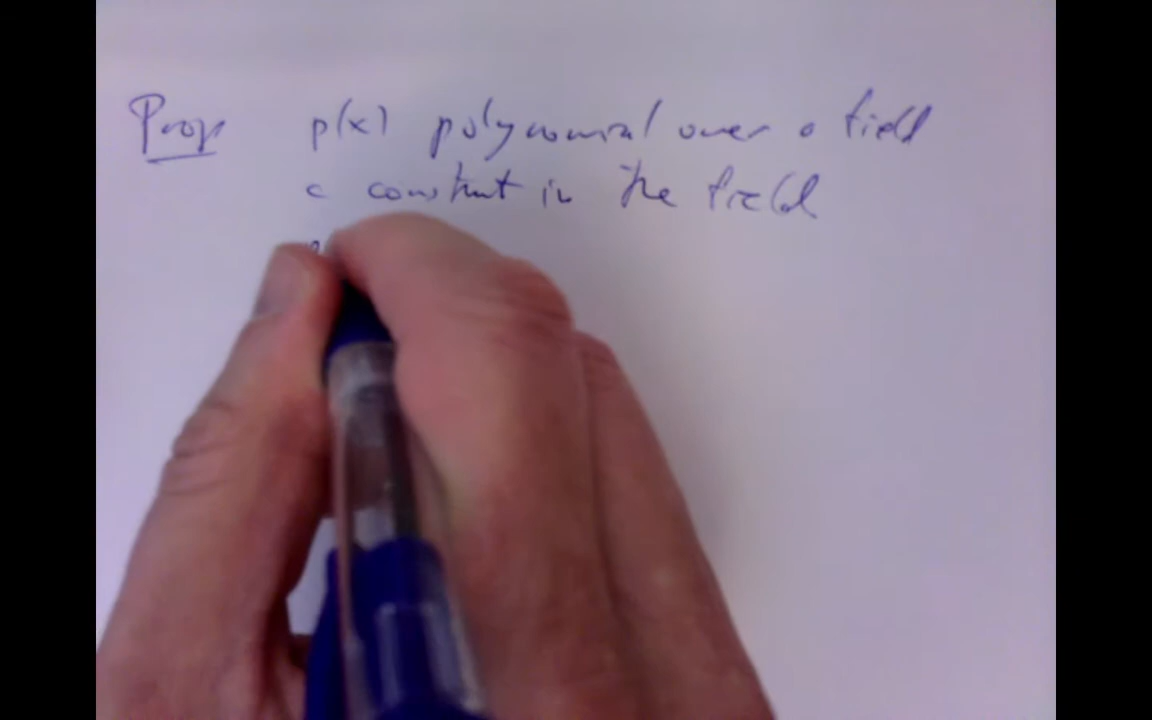 Prop p(x) polynomial over a field
c constant in the field